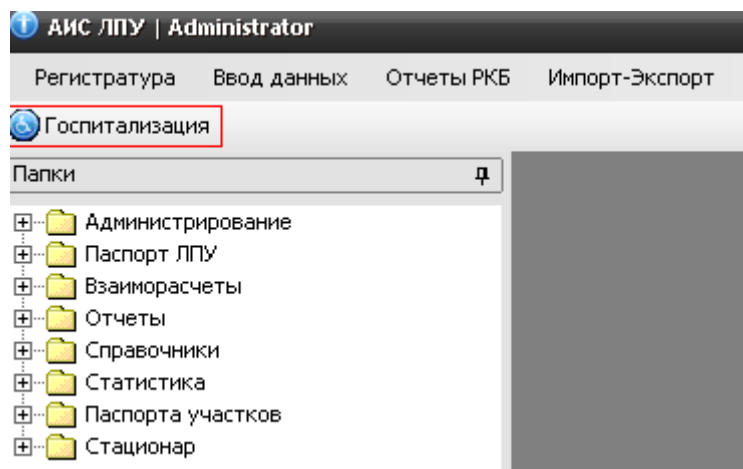 АИС ЛПУ | Administrator
Регистратура Ввод данных Отчеты РКБ Импорт-Экспорт
Госпитализация
Папки
Администрирование
Паспорт ЛПУ
Взаиморасчеты
Отчеты
Справочники
Статистика
Паспорта участков
Стационар